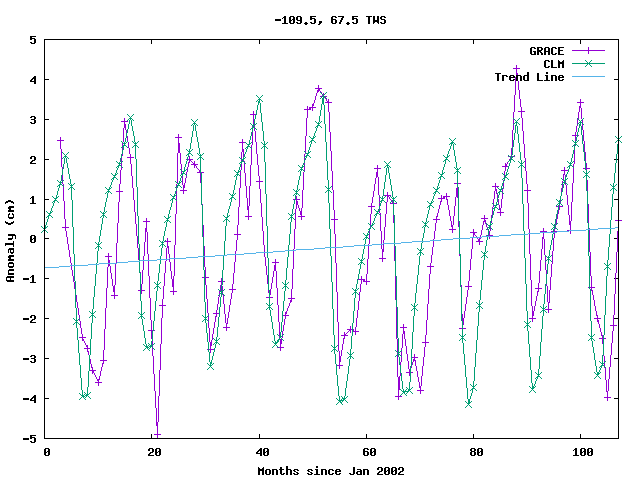 -109.5, 67.5 TWS
GRACE
CLM
Trend Line
5
4
3
2
1
0
-1
-2
-3
-4
-5
Anomaly (cm)
0 20 40 60 80 100
Months since Jan 2002